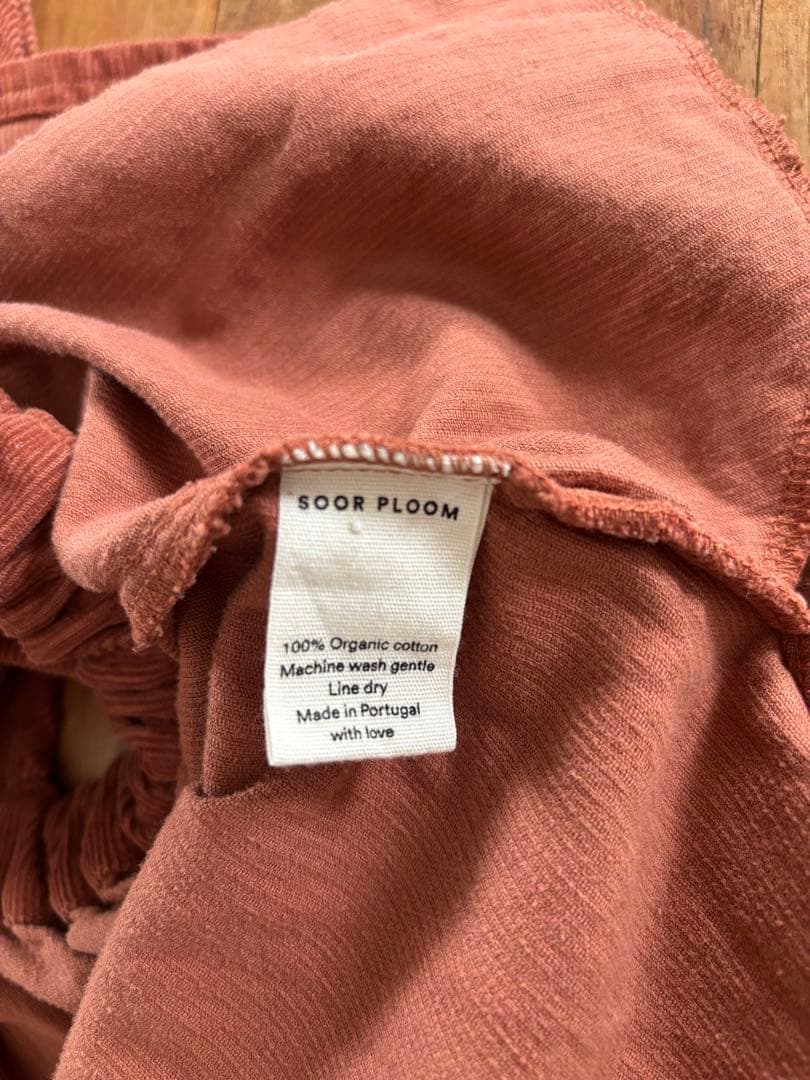 SOOR PLOOM
100% Organic cotton
Machine wash gentle
Line dry
Made in Portugal
with love